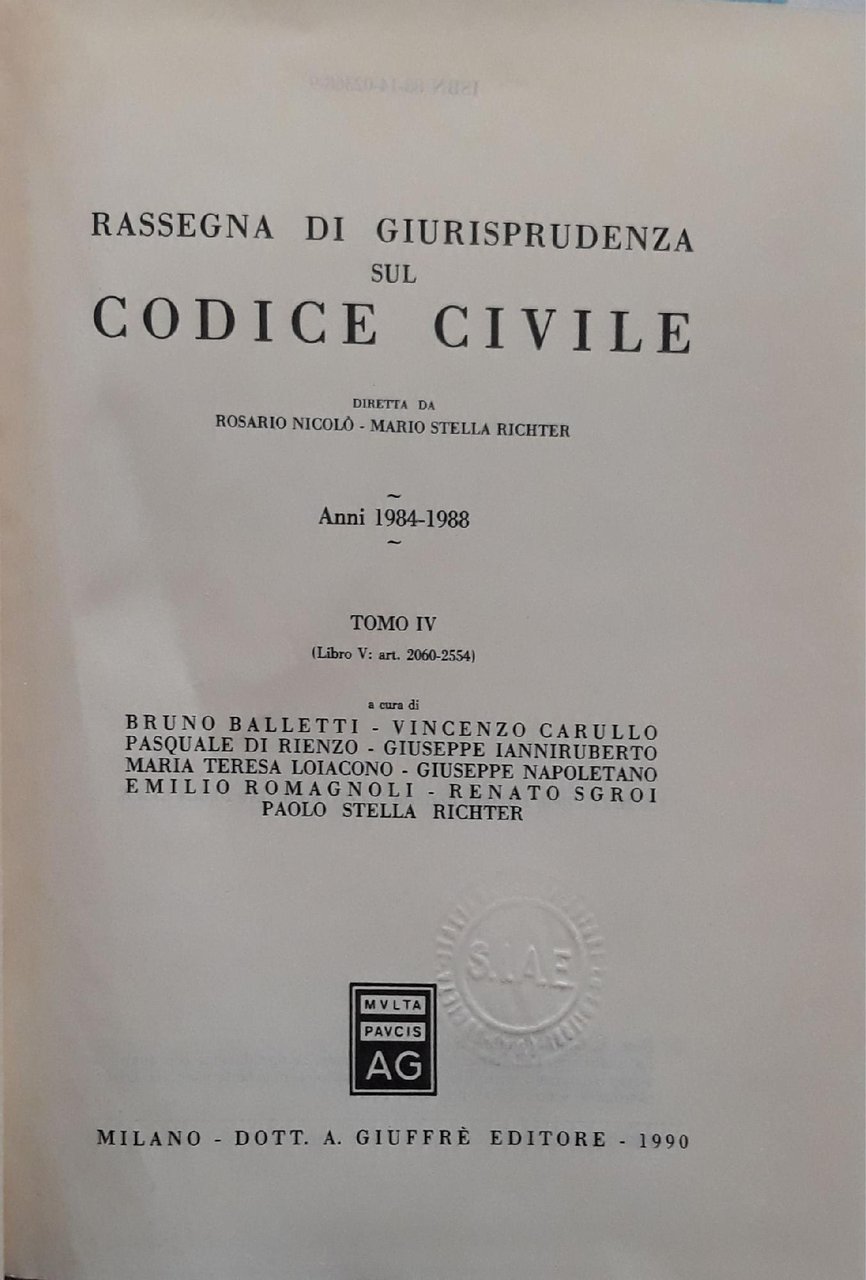 RASSEGNA DI GIURISPRUDENZA
SUL
CODICE CIVILE
DIRETTA DA
ROSARIO NICOLÒ - MARIO STELLA RICHTER
~
Anni 1984-1988
~
TOMO IV
(Libro V: art. 2060-2554)
a cura di
BRUNO BALLETTI - VINCENZO CARULLO
PASQUALE DI RIENZO - GIUSEPPE IANNIRUBERTO
MARIA TERESA LOIACONO - GIUSEPPE NAPOLETANO
EMILIO ROMAGNOLI - RENATO SGROI
PAOLO STELLA RICHTER
S.I.A.E
MVLTA
PAVCIS
AG
MILANO - DOTT. A. GIUFFRÈ EDITORE - 1990